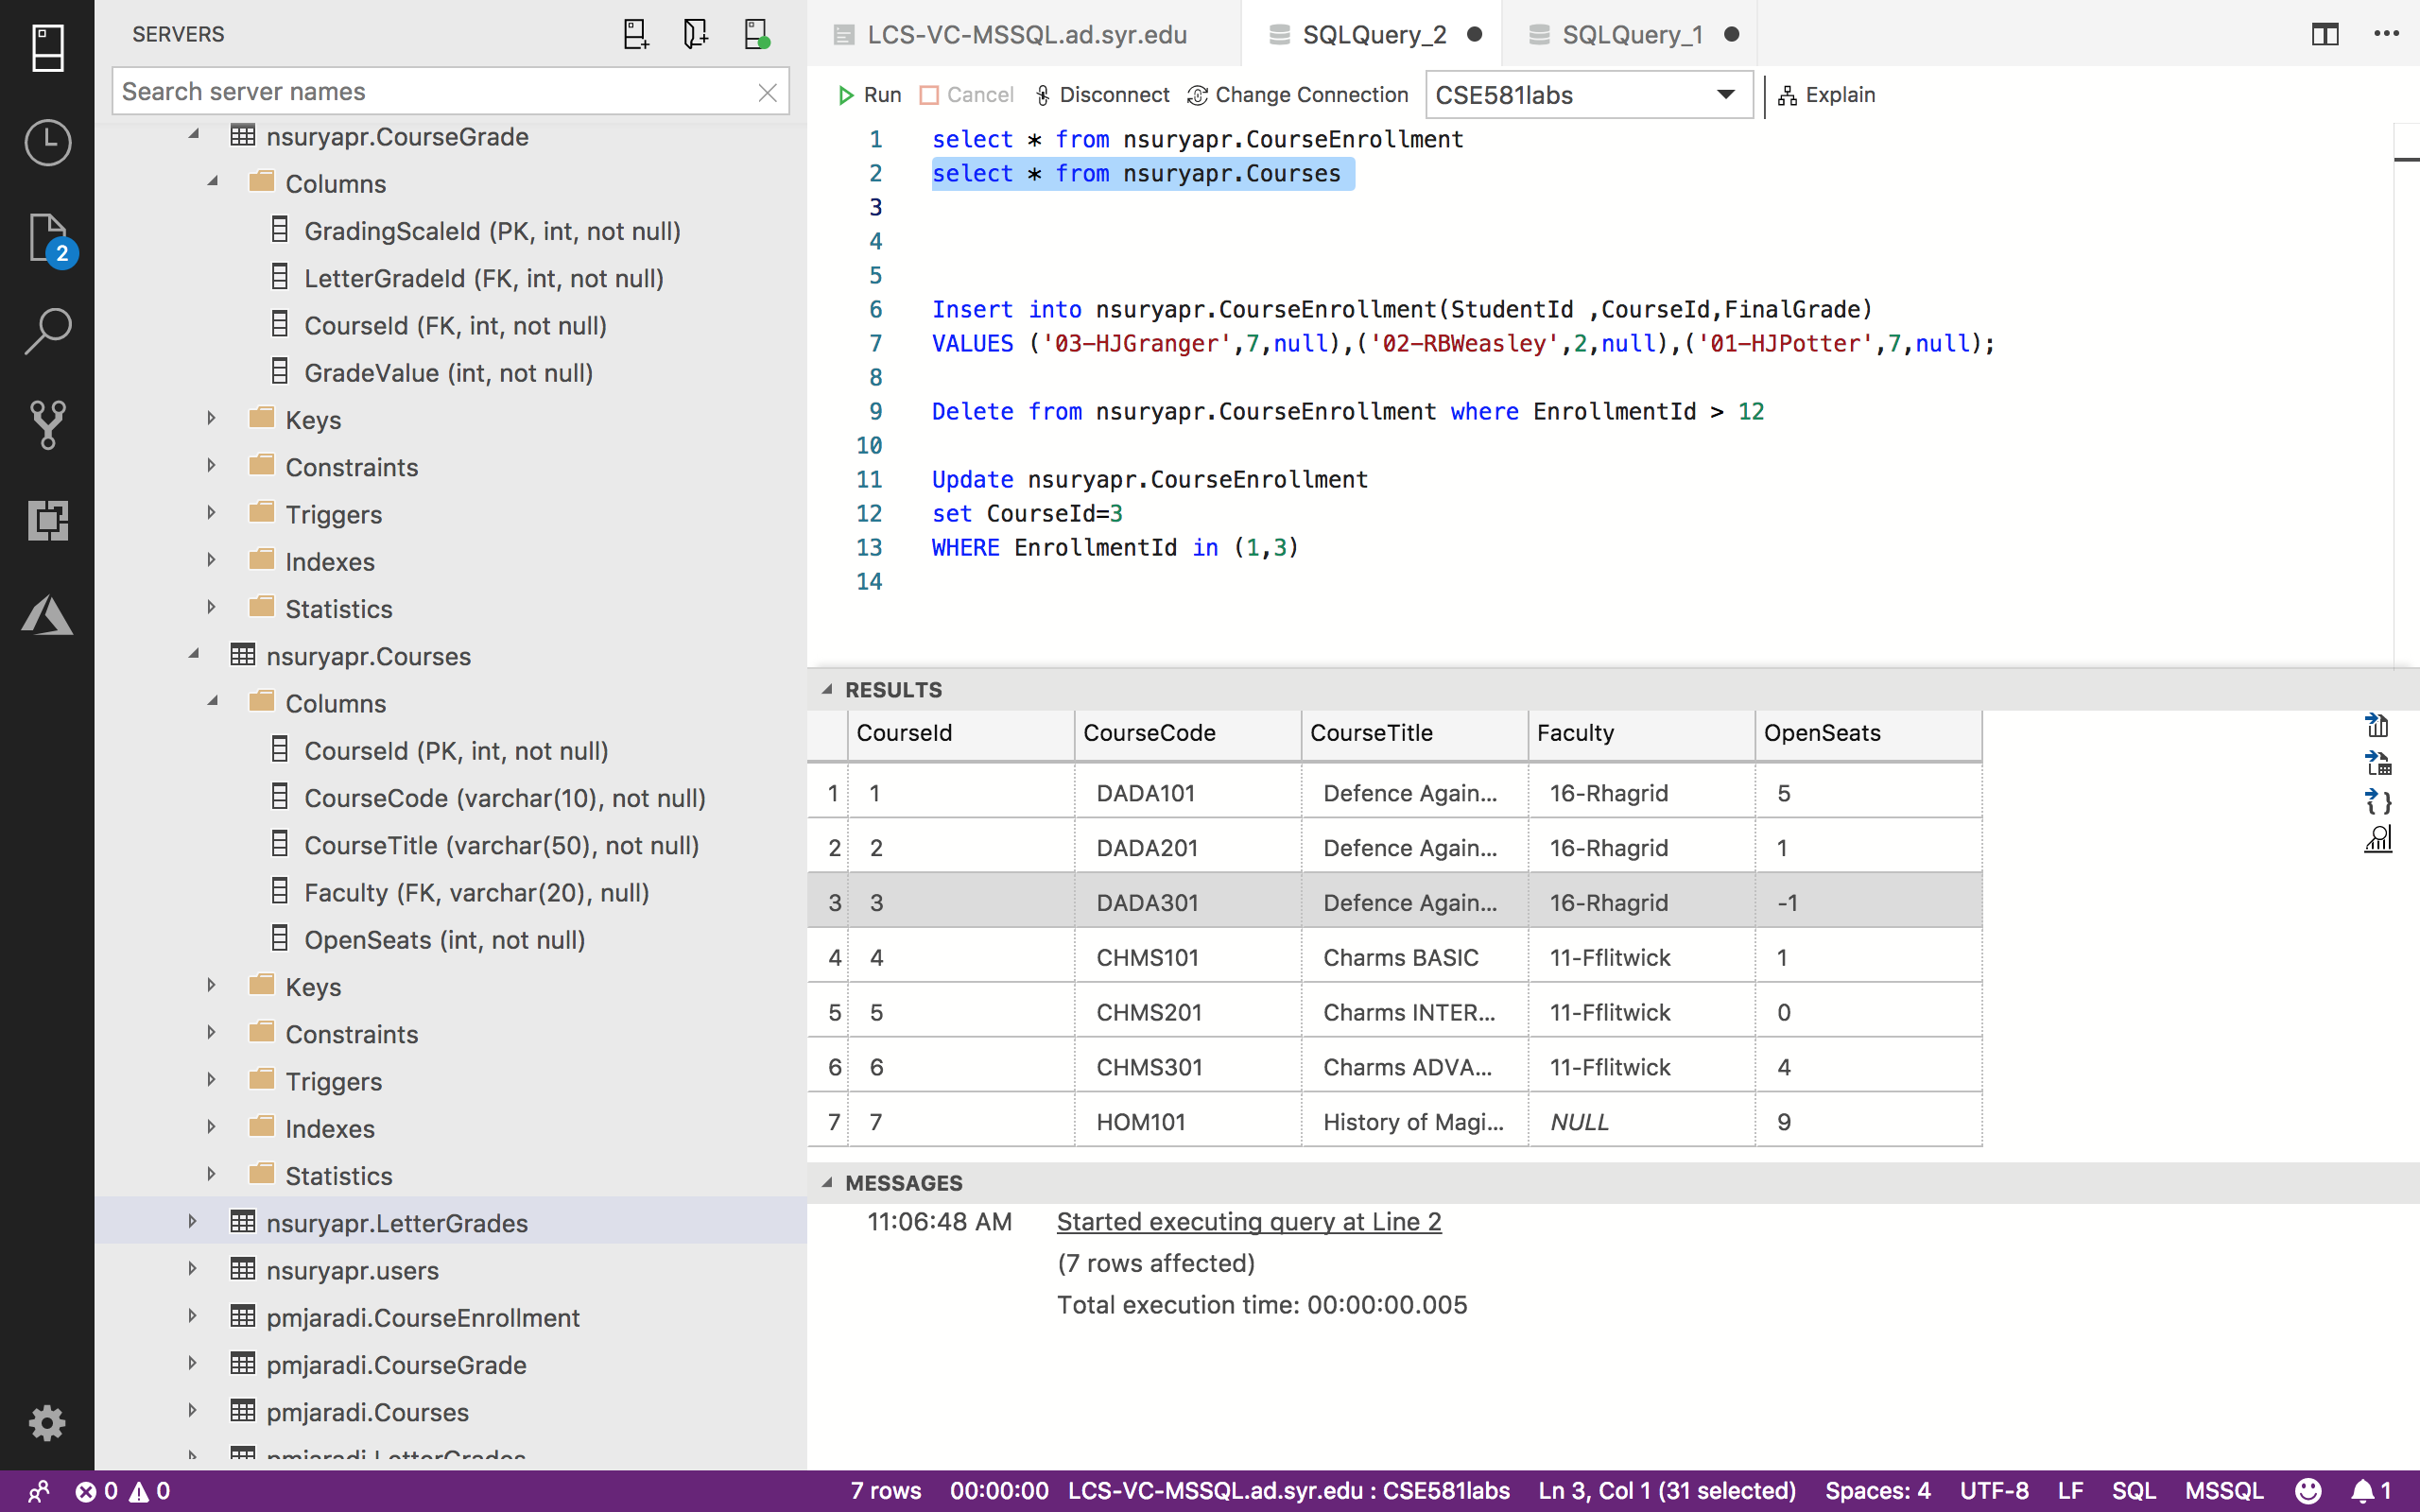 SERVERS
Search server names
nsuryapr.CourseGrade
Columns
GradingScaleId (PK, int, not null)
LetterGradeId (FK, int, not null)
CourseId (FK, int, not null)
GradeValue (int, not null)
Keys
Constraints
Triggers
Indexes
Statistics
nsuryapr.Courses
Columns
CourseId (PK, int, not null)
CourseCode (varchar(10), not null)
CourseTitle (varchar(50), not null)
Faculty (FK, varchar(20), null)
OpenSeats (int, not null)
Keys
Constraints
Triggers
Indexes
Statistics
nsuryapr.LetterGrades
nsuryapr.users
pmjaradi.CourseEnrollment
pmjaradi.CourseGrade
pmjaradi.Courses
pmjaradi.LetterGrades
2
LCS-VC-MSSQL.ad.syr.edu SQLQuery_2 SQLQuery_1
Run Cancel Disconnect Change Connection CSE581labs Explain
1 select * from nsuryapr.CourseEnrollment
2 select * from nsuryapr.Courses
3
4
5
6 Insert into nsuryapr.CourseEnrollment(StudentId ,CourseId,FinalGrade)
7 VALUES ('03-HJGranger',7,null),('02-RBWeasley',2,null),('01-HJPotter',7,null);
8
9 Delete from nsuryapr.CourseEnrollment where EnrollmentId > 12
10
11 Update nsuryapr.CourseEnrollment
12 set CourseId=3
13 WHERE EnrollmentId in (1,3)
14
RESULTS
CourseId CourseCode CourseTitle Faculty OpenSeats
1 1 DADA101 Defence Again... 16-Rhagrid 5
2 2 DADA201 Defence Again... 16-Rhagrid 1
3 3 DADA301 Defence Again... 16-Rhagrid -1
4 4 CHMS101 Charms BASIC 11-Fflitwick 1
5 5 CHMS201 Charms INTER... 11-Fflitwick 0
6 6 CHMS301 Charms ADVA... 11-Fflitwick 4
7 7 HOM101 History of Magi... NULL 9
MESSAGES
11:06:48 AM Started executing query at Line 2
(7 rows affected)
Total execution time: 00:00:00.005
0 0 7 rows 00:00:00 LCS-VC-MSSQL.ad.syr.edu : CSE581labs Ln 3, Col 1 (31 selected) Spaces: 4 UTF-8 LF SQL MSSQL 1